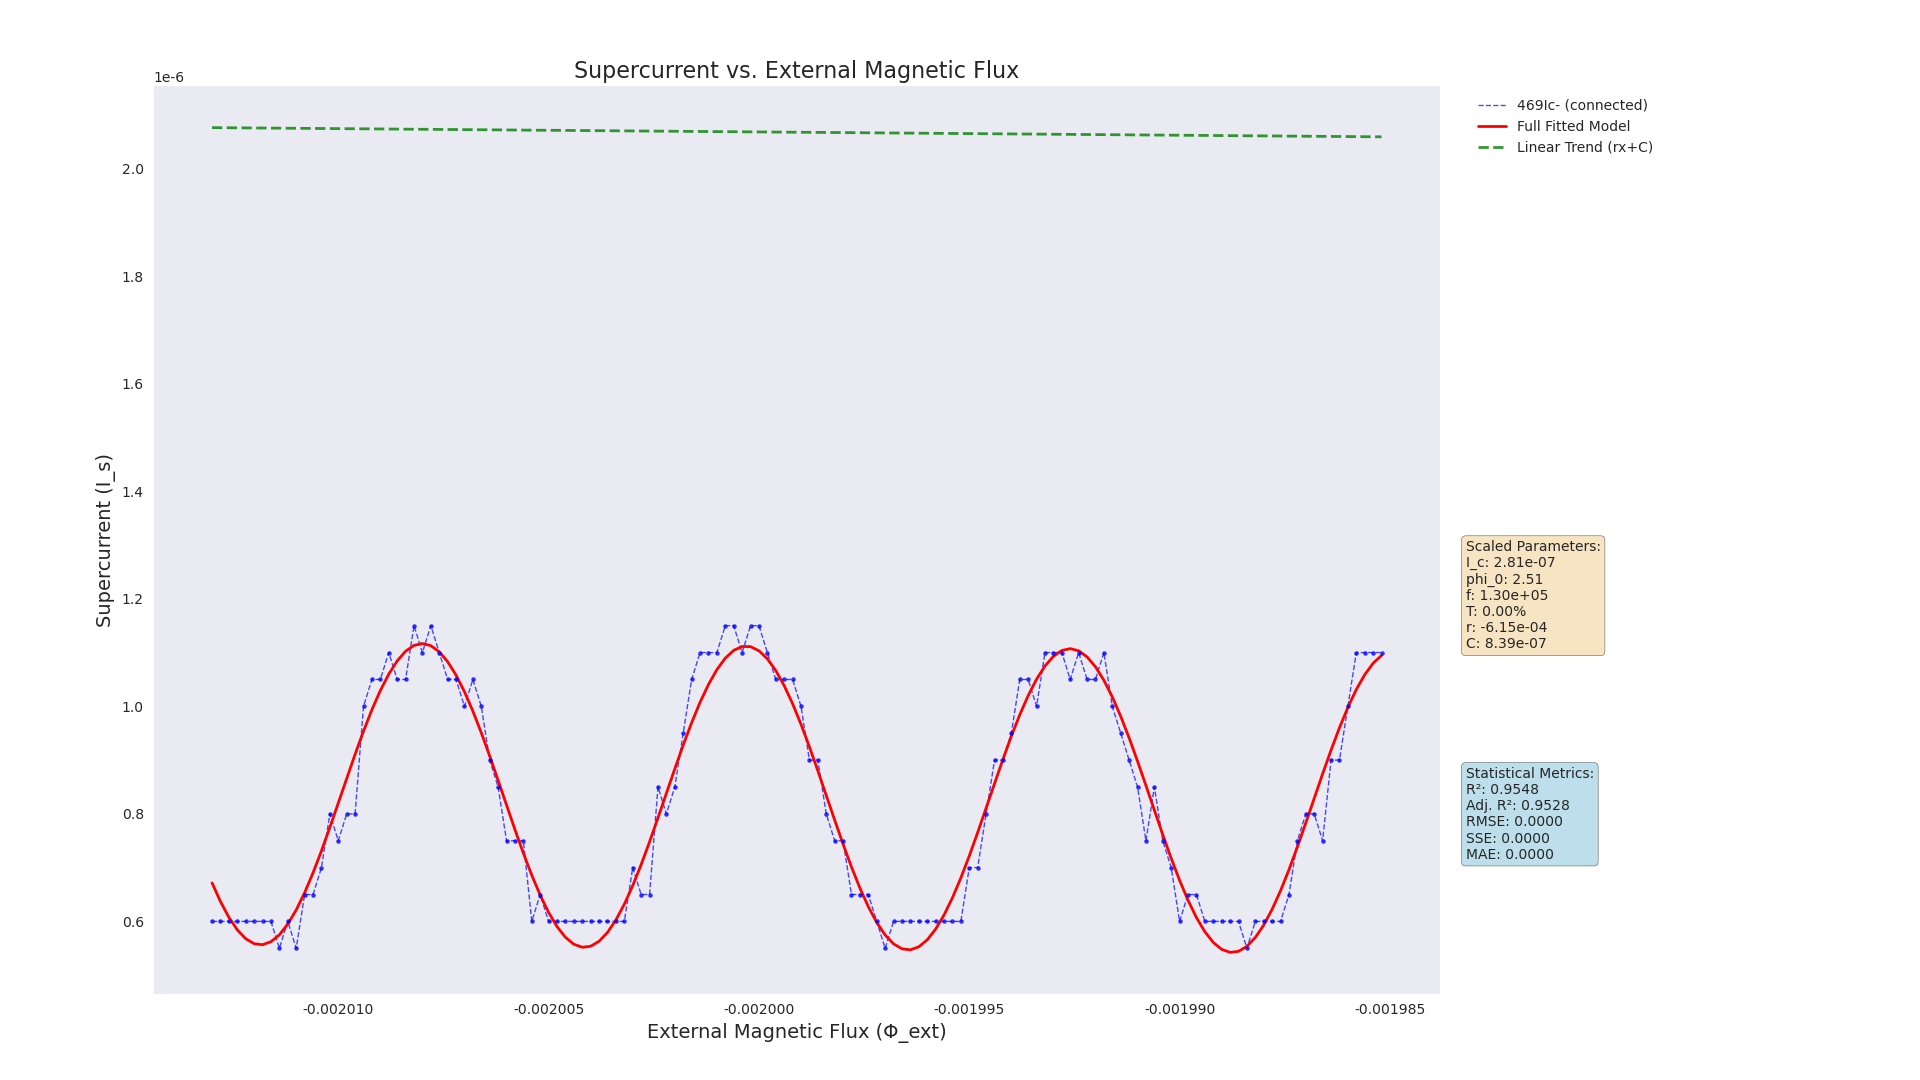 Supercurrent vs. External Magnetic Flux
1e-6
2.0
1.8
1.6
1.4
1.2
1.0
0.8
0.6
Supercurrent (I_s)
-0.002010
-0.002005
-0.002000
-0.001995
-0.001990
-0.001985
External Magnetic Flux (Φ_ext)
469Ic- (connected)
Full Fitted Model
Linear Trend (rx+C)
Scaled Parameters:
I_c: 2.81e-07
phi_0: 2.51
f: 1.30e+05
T: 0.00%
r: -6.15e-04
C: 8.39e-07
Statistical Metrics:
R²: 0.9548
Adj. R²: 0.9528
RMSE: 0.0000
SSE: 0.0000
MAE: 0.0000